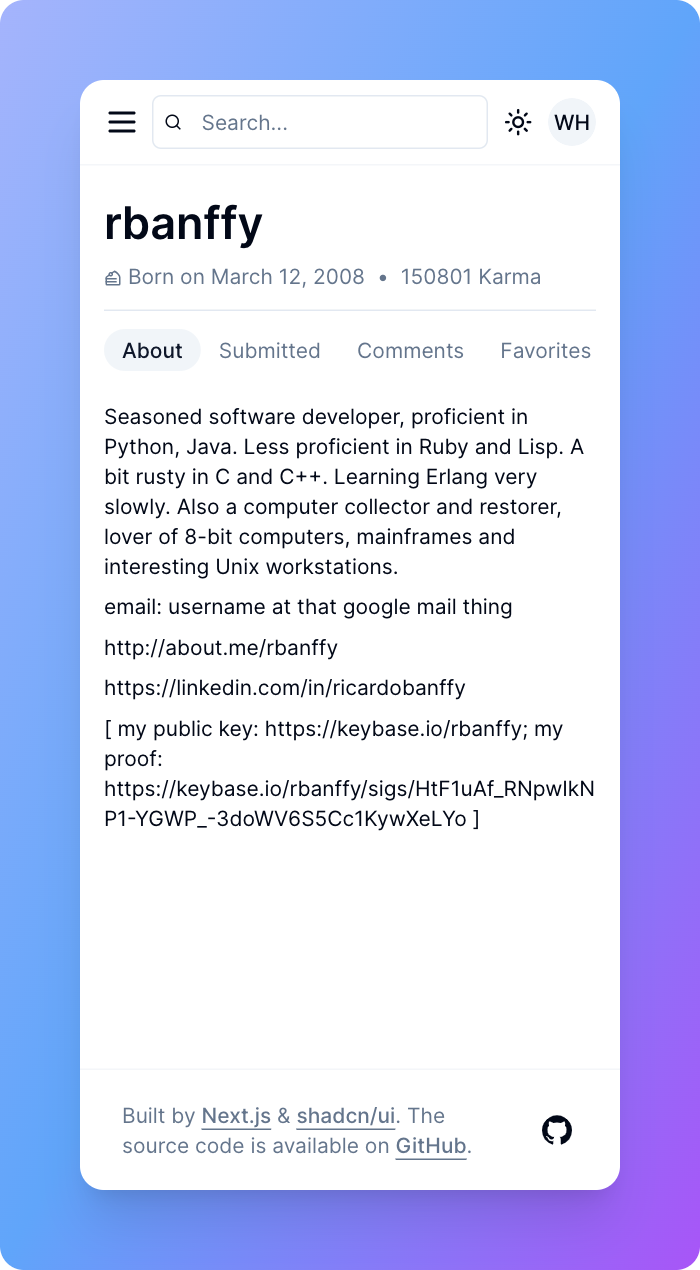 Search...
WH
rbanffy
Born on March 12, 2008 • 150801 Karma
About Submitted Comments Favorites
Seasoned software developer, proficient in
Python, Java. Less proficient in Ruby and Lisp. A
bit rusty in C and C++. Learning Erlang very
slowly. Also a computer collector and restorer,
lover of 8-bit computers, mainframes and
interesting Unix workstations.
email: username at that google mail thing
http://about.me/rbanffy
https://linkedin.com/in/ricardobanffy
[ my public key: https://keybase.io/rbanffy; my
proof:
https://keybase.io/rbanffy/sigs/HtF1uAf_RNpwlkN
P1-YGWP_-3doWV6S5Cc1KywXeLYo ]
Built by Next.js & shadcn/ui. The
source code is available on GitHub.